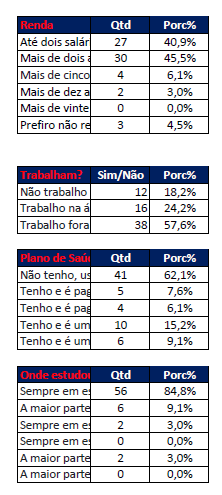 Renda Qtd Porc%
Até dois salár 27 40,9%
Mais de dois a 30 45,5%
Mais de cinco 4 6,1%
Mais de dez a 2 3,0%
Mais de vinte 0 0,0%
Prefiro não re 3 4,5%
Trabalham? Sim/Não Porc%
Não trabalho 12 18,2%
Trabalho na á 16 24,2%
Trabalho fora 38 57,6%
Plano de Saúd Qtd Porc%
Não tenho, us 41 62,1%
Tenho e é pag 5 7,6%
Tenho e é pag 4 6,1%
Tenho e é um 10 15,2%
Tenho e é um 6 9,1%
Onde estudou Qtd Porc%
Sempre em es 56 84,8%
A maior parte 6 9,1%
Sempre em es 2 3,0%
Sempre em es 0 0,0%
A maior parte 2 3,0%
A maior parte 0 0,0%